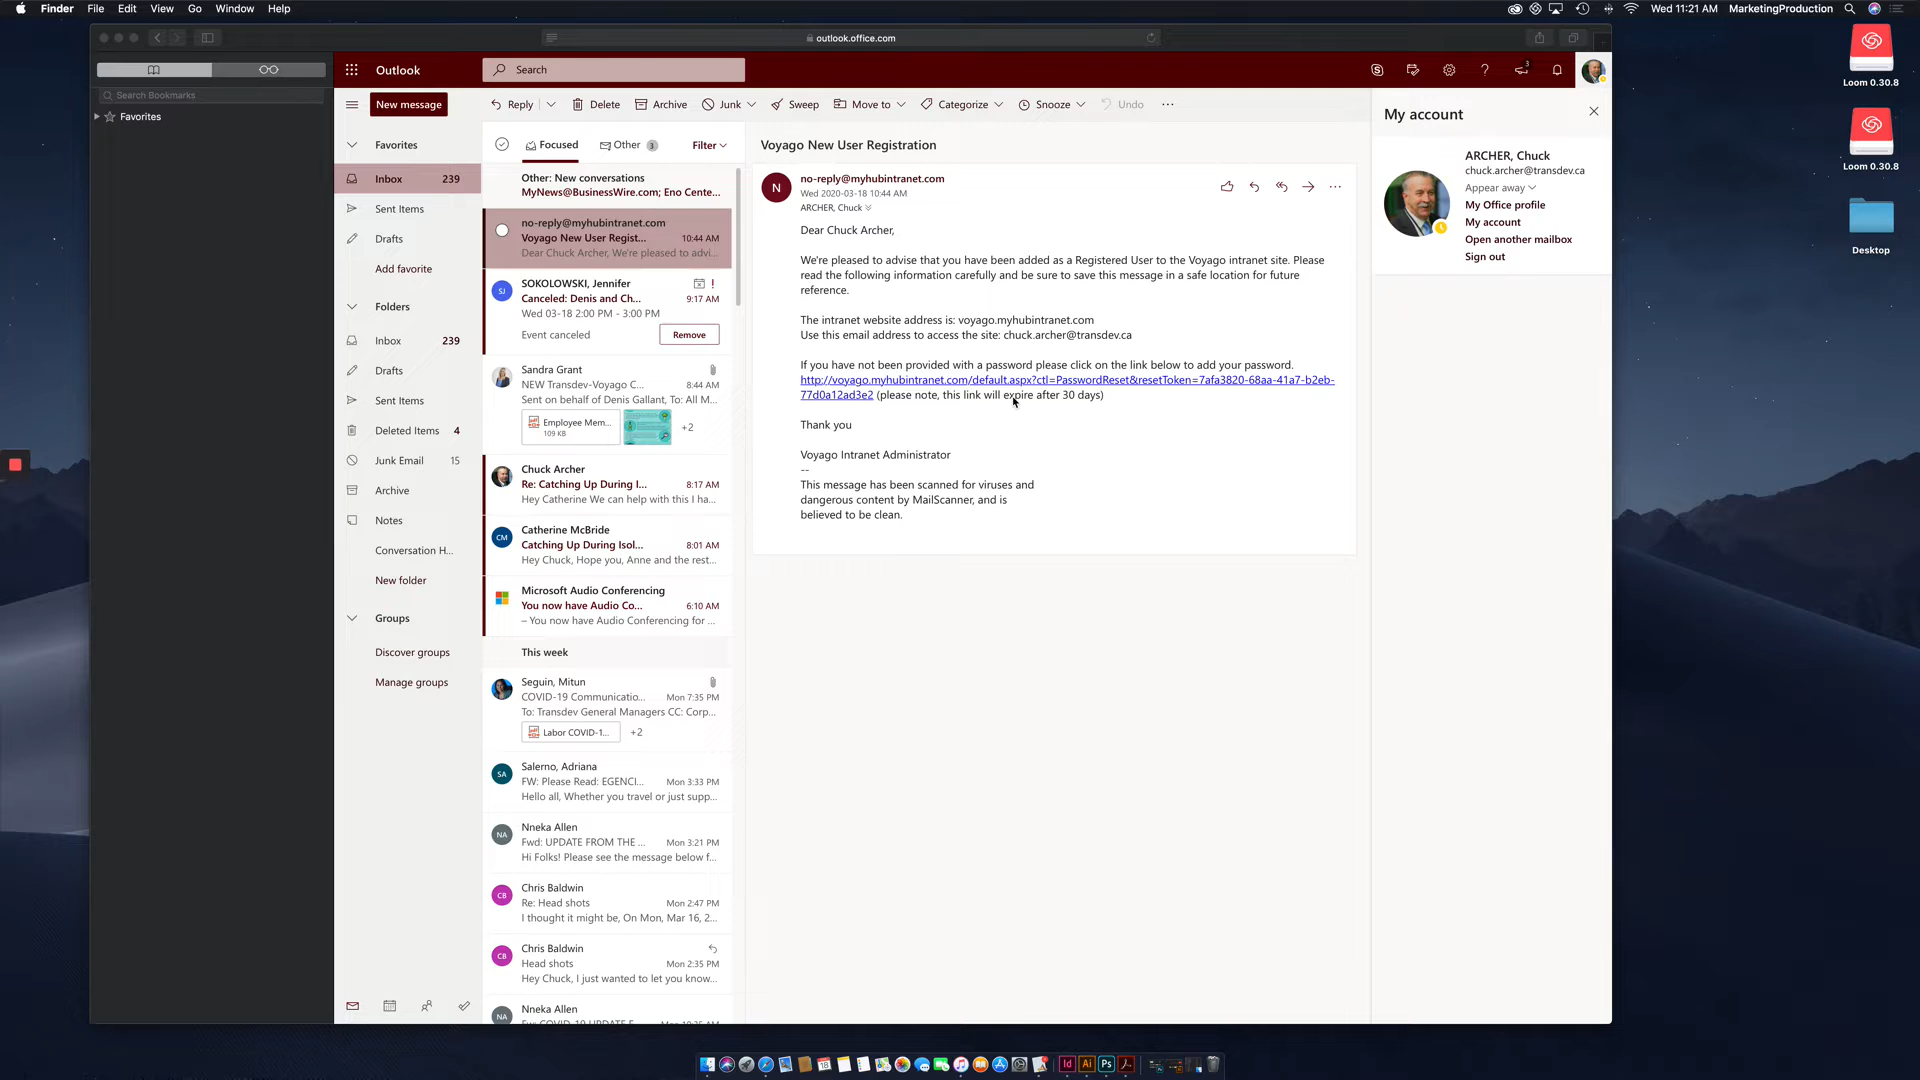 Finder File Edit View Go Window Help
Wed 11:21 AM MarketingProduction
outlook.office.com
Search Bookmarks
Favorites
Outlook
Search
3
New message
Reply Delete Archive Junk Sweep Move to Categorize Snooze Undo
Favorites
Inbox 239
Sent Items
Drafts
Add favorite
Folders
Inbox 239
Drafts
Sent Items
Deleted Items 4
Junk Email 15
Archive
Notes
Conversation H...
New folder
Groups
Discover groups
Manage groups
Focused Other 3 Filter
Other: New conversations
MyNews@BusinessWire.com; Eno Cente...
no-reply@myhubintranet.com
Voyago New User Regist... 10:44 AM
Dear Chuck Archer, We're pleased to advi...
SJ
SOKOLOWSKI, Jennifer
Canceled: Denis and Ch... 9:17 AM
Wed 03-18 2:00 PM - 3:00 PM
Event canceled Remove
Sandra Grant
NEW Transdev-Voyago C... 8:44 AM
Sent on behalf of Denis Gallant, To: All M...
Employee Mem...
109 KB
+2
Chuck Archer
Re: Catching Up During I... 8:17 AM
Hey Catherine We can help with this I ha...
CM
Catherine McBride
Catching Up During Isol... 8:01 AM
Hey Chuck, Hope you, Anne and the rest...
Microsoft Audio Conferencing
You now have Audio Co... 6:10 AM
– You now have Audio Conferencing for ...
This week
Seguin, Mitun
COVID-19 Communicatio... Mon 7:35 PM
To: Transdev General Managers CC: Corp...
Labor COVID-1... +2
SA
Salerno, Adriana
FW: Please Read: EGENCI... Mon 3:33 PM
Hello all, Whether you travel or just supp...
NA
Nneka Allen
Fwd: UPDATE FROM THE ... Mon 3:21 PM
Hi Folks! Please see the message below f...
CB
Chris Baldwin
Re: Head shots Mon 2:47 PM
I thought it might be, On Mon, Mar 16, 2...
CB
Chris Baldwin
Head shots Mon 2:35 PM
Hey Chuck, I just wanted to let you know...
NA
Nneka Allen
Voyago New User Registration
N
no-reply@myhubintranet.com
Wed 2020-03-18 10:44 AM
ARCHER, Chuck
Dear Chuck Archer,
We're pleased to advise that you have been added as a Registered User to the Voyago intranet site. Please
read the following information carefully and be sure to save this message in a safe location for future
reference.
The intranet website address is: voyago.myhubintranet.com
Use this email address to access the site: chuck.archer@transdev.ca
If you have not been provided with a password please click on the link below to add your password.
http://voyago.myhubintranet.com/default.aspx?ctl=PasswordReset&resetToken=7afa3820-68aa-41a7-b2eb-
77d0a12ad3e2 (please note, this link will expire after 30 days)
Thank you
Voyago Intranet Administrator
--
This message has been scanned for viruses and
dangerous content by MailScanner, and is
believed to be clean.
My account
ARCHER, Chuck
chuck.archer@transdev.ca
Appear away
My Office profile
My account
Open another mailbox
Sign out
Loom 0.30.8
Loom 0.30.8
Desktop
18
Id Ai Ps